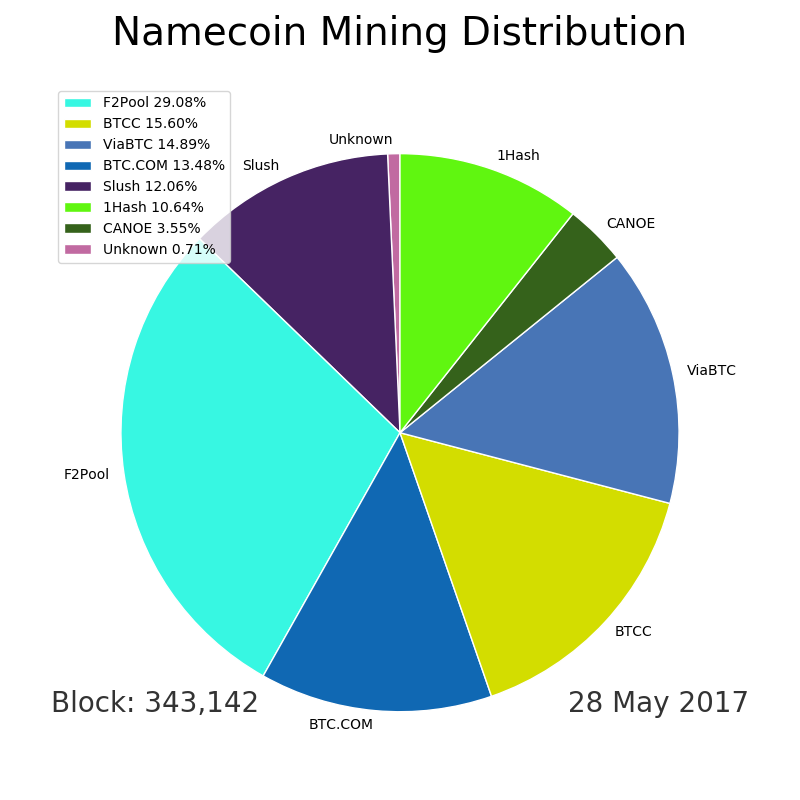 Namecoin Mining Distribution
F2Pool 29.08%
BTCC 15.60%
ViaBTC 14.89%
BTC.COM 13.48%
Slush 12.06%
1Hash 10.64%
CANOE 3.55%
Unknown 0.71%
Unknown
1Hash
Slush
CANOE
ViaBTC
F2Pool
BTCC
BTC.COM
Block: 343,142
28 May 2017